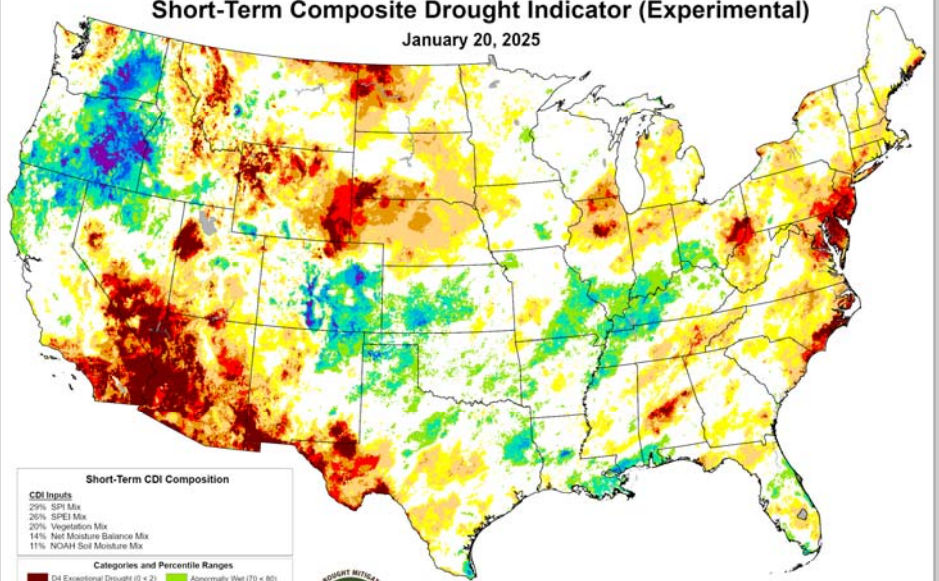 Short-Term Composite Drought Indicator (Experimental)
January 20, 2025
Short-Term CDI Composition
CDI Inputs
29% SPI Mix
26% SPEI Mix
20% Vegetation Mix
14% Net Moisture Balance Mix
11% NOAH Soil Moisture Mix
Categories and Percentile Ranges
D4 Exceptional Drought (0 < 2) Abnormally Wet (70 < 80)
OUGHT MITIGAT